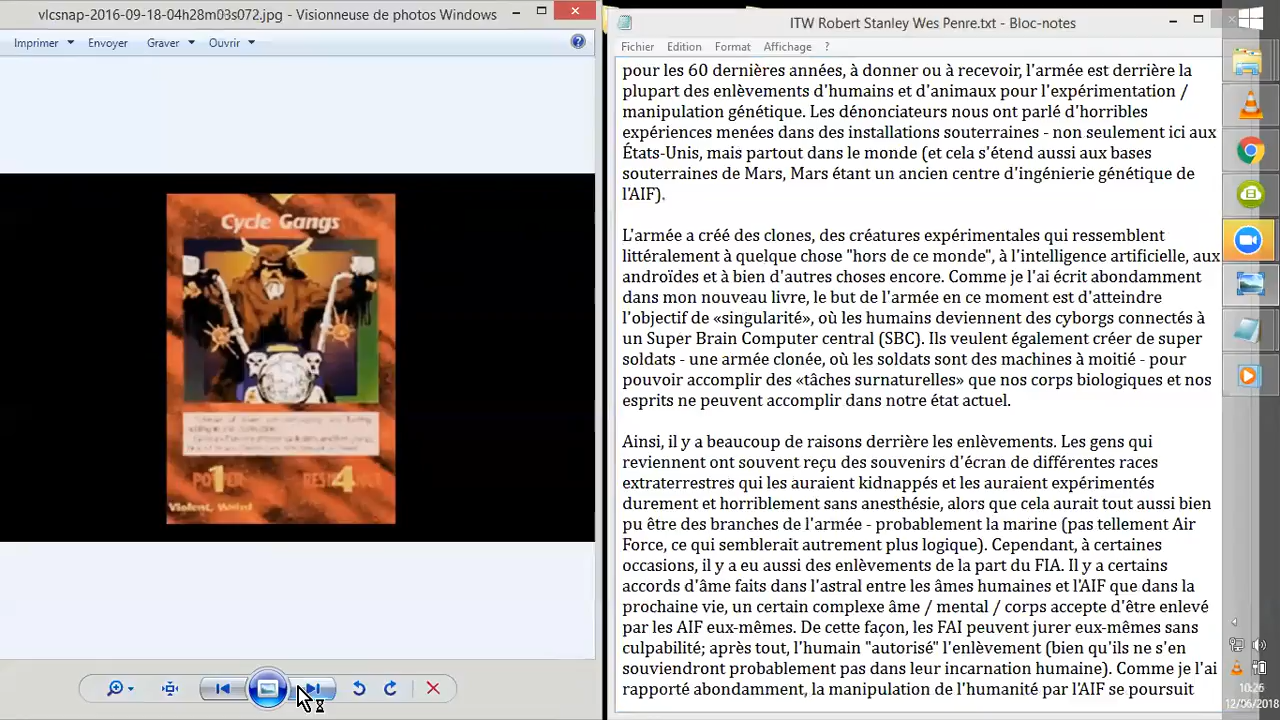 vlcsnap-2016-09-18-04h28m03s072.jpg - Visionneuse de photos Windows
Imprimer
Envoyer
Graver
Ouvrir
Cycle Gangs
1
4
Violent, Weird
ITW Robert Stanley Wes Penre.txt - Bloc-notes
Fichier Edition Format Affichage ?
pour les 60 dernières années, à donner ou à recevoir, l'armée est derrière la
plupart des enlèvements d'humains et d'animaux pour l'expérimentation /
manipulation génétique. Les dénonciateurs nous ont parlé d'horribles
expériences menées dans des installations souterraines - non seulement ici aux
États-Unis, mais partout dans le monde (et cela s'étend aussi aux bases
souterraines de Mars, Mars étant un ancien centre d'ingénierie génétique de
l'AIF).
L'armée a créé des clones, des créatures expérimentales qui ressemblent
littéralement à quelque chose "hors de ce monde", à l'intelligence artificielle, aux
androïdes et à bien d'autres choses encore. Comme je l'ai écrit abondamment
dans mon nouveau livre, le but de l'armée en ce moment est d'atteindre
l'objectif de «singularité», où les humains deviennent des cyborgs connectés à
un Super Brain Computer central (SBC). Ils veulent également créer de super
soldats - une armée clonée, où les soldats sont des machines à moitié - pour
pouvoir accomplir des «tâches surnaturelles» que nos corps biologiques et nos
esprits ne peuvent accomplir dans notre état actuel.
Ainsi, il y a beaucoup de raisons derrière les enlèvements. Les gens qui
reviennent ont souvent reçu des souvenirs d'écran de différentes races
extraterrestres qui les auraient kidnappés et les auraient expérimentés
durement et horriblement sans anesthésie, alors que cela aurait tout aussi bien
pu être des branches de l'armée - probablement la marine (pas tellement Air
Force, ce qui semblerait autrement plus logique). Cependant, à certaines
occasions, il y a eu aussi des enlèvements de la part du FIA. Il y a certains
accords d'âme faits dans l'astral entre les âmes humaines et l'AIF que dans la
prochaine vie, un certain complexe âme / mental / corps accepte d'être enlevé
par les AIF eux-mêmes. De cette façon, les FAI peuvent jurer eux-mêmes sans
culpabilité; après tout, l'humain "autorisé" l'enlèvement (bien qu'ils ne s'en
souviendront probablement pas dans leur incarnation humaine). Comme je l'ai
rapporté abondamment, la manipulation de l'humanité par l'AIF se poursuit
10:26
12/06/2018